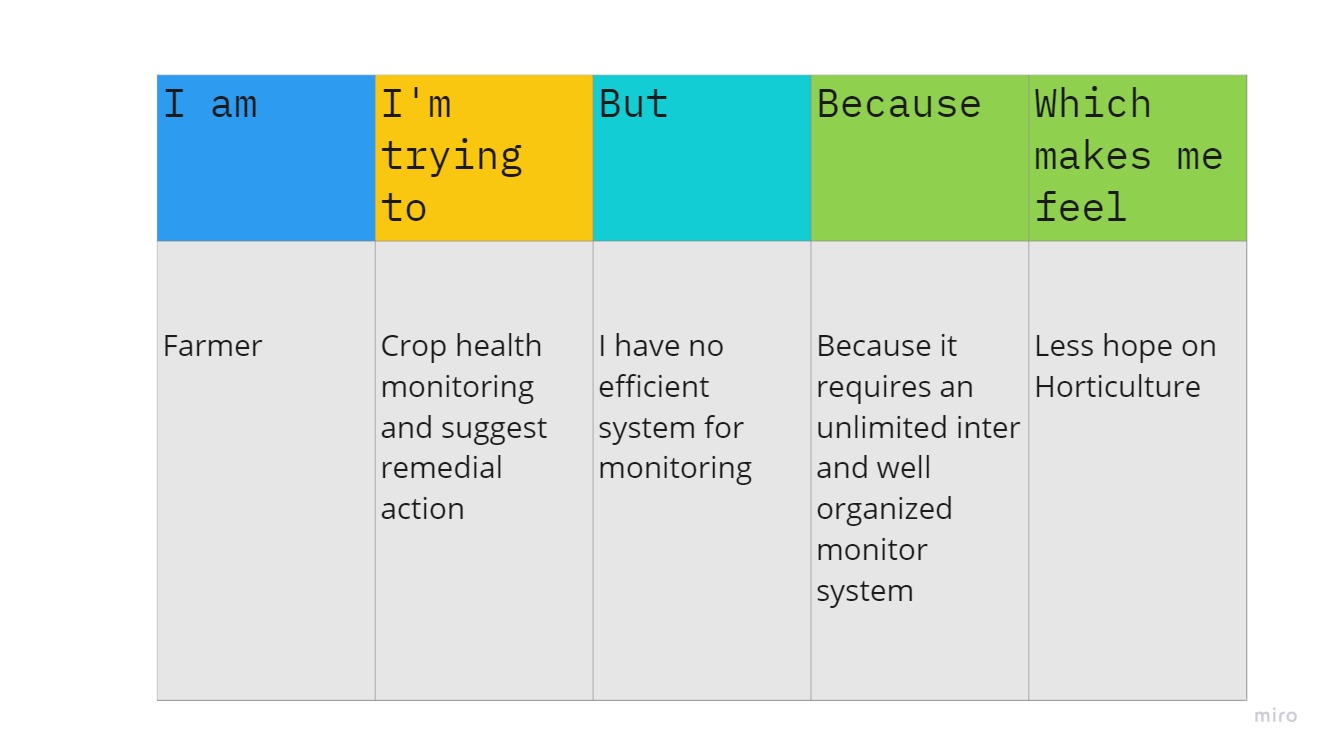 I am
I'm
trying
to
But
Because
Which
makes me
feel
Farmer
Crop health
monitoring
and suggest
remedial
action
I have no
efficient
system for
monitoring
Because it
requires an
unlimited inter
and well
organized
monitor
system
Less hope on
Horticulture
miro